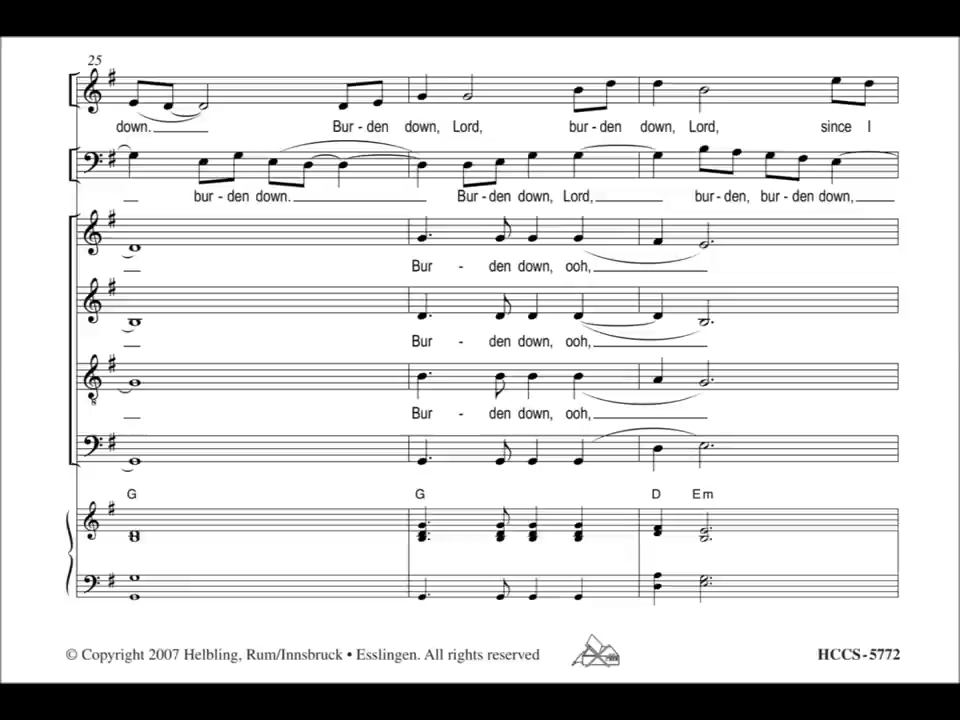 25
down. Bur - den down, Lord, bur - den down, Lord, since I
bur - den down. Bur - den down, Lord, bur - den, bur - den down,
Bur - den down, ooh,
Bur - den down, ooh,
Bur - den down, ooh,
G G D Em
© Copyright 2007 Helbling, Rum/Innsbruck • Esslingen. All rights reserved HCCS - 5772